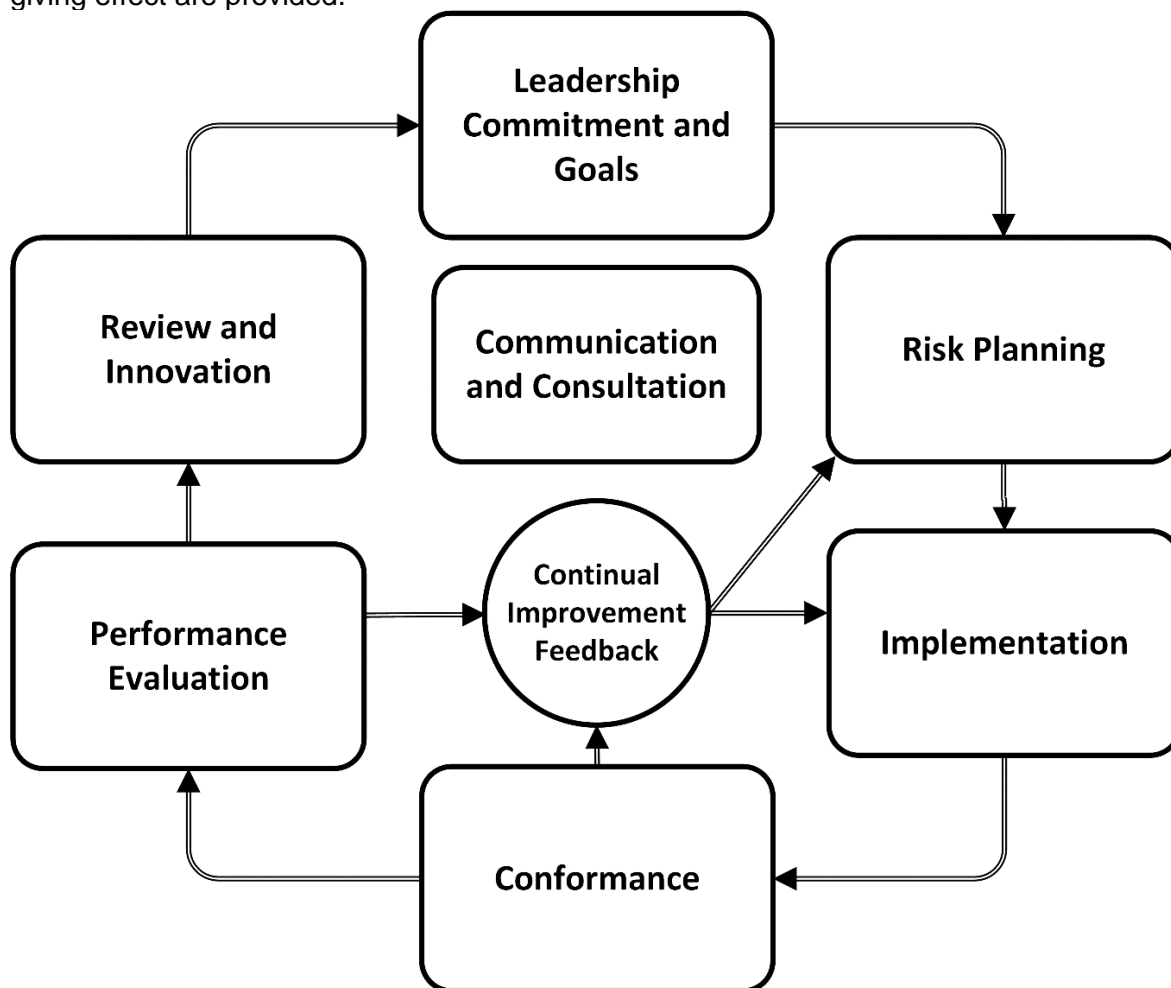 giving effect are provided.
Leadership
Commitment and
Goals
Review and
Innovation
Communication
and Consultation
Risk Planning
Performance
Evaluation
Continual
Improvement
Feedback
Implementation
Conformance